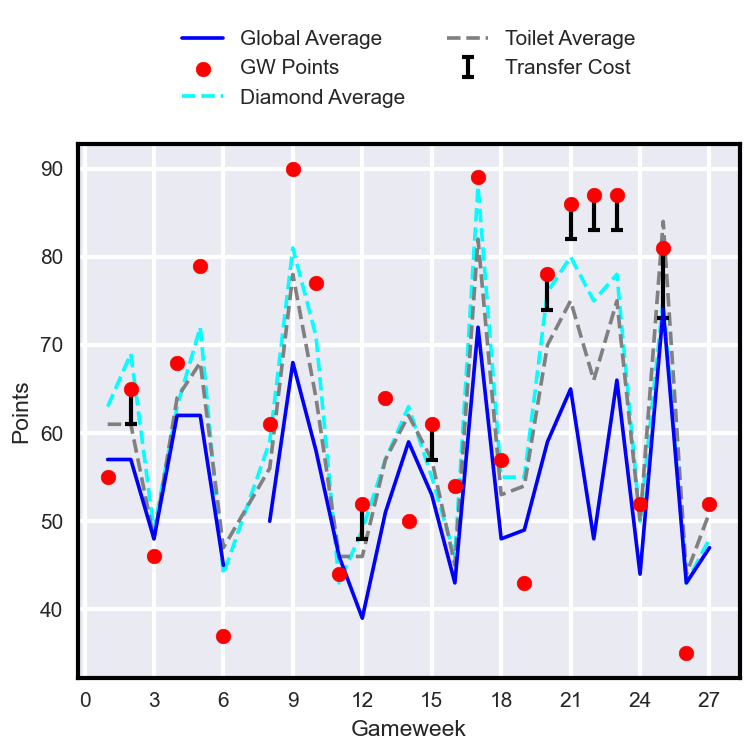 Global Average
GW Points
Diamond Average
Toilet Average
Transfer Cost
90
80
70
60
50
40
Points
0 3 6 9 12 15 18 21 24 27
Gameweek